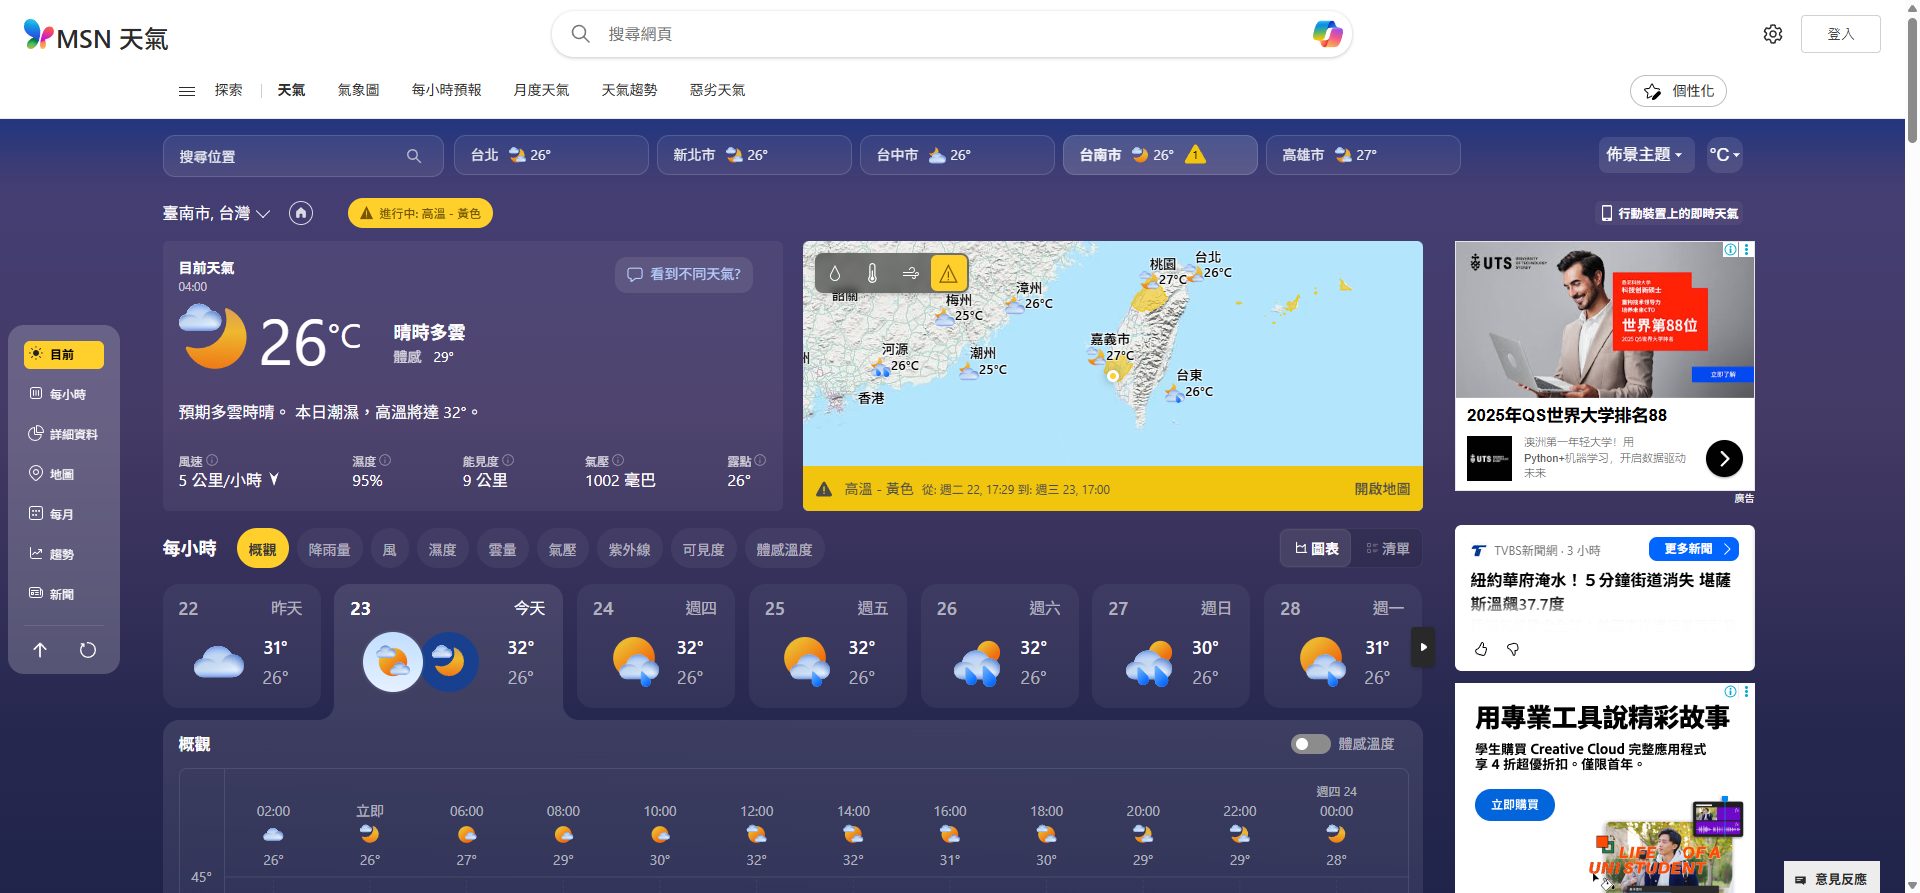 MSN 天氣
搜尋網頁
登入
探索
天氣
氣象圖
每小時預報
月度天氣
天氣趨勢
惡劣天氣
個性化
搜尋位置
台北 26°
新北市 26°
台中市 26°
台南市 26° 1
高雄市 27°
佈景主題
°C
臺南市, 台灣
進行中: 高溫 - 黃色
行動裝置上的即時天氣
目前天氣
04:00
看到不同天氣?
26°C
晴時多雲
體感 29°
預期多雲時晴。 本日潮濕，高溫將達 32°。
風速
5 公里/小時
濕度
95%
能見度
9 公里
氣壓
1002 毫巴
露點
26°
韶關
梅州
25°C
漳州
26°C
桃園
27°C
台北
26°C
河源
26°C
潮州
25°C
嘉義市
27°C
台東
26°C
香港
州
高溫 - 黃色 從: 週二 22, 17:29 到: 週三 23, 17:00
開啟地圖
目前
每小時
詳細資料
地圖
每月
趨勢
新聞
每小時
概觀
降雨量
風
濕度
雲量
氣壓
紫外線
可見度
體感溫度
圖表
清單
22 昨天
31°
26°
23 今天
32°
26°
24 週四
32°
26°
25 週五
32°
26°
26 週六
32°
26°
27 週日
30°
26°
28 週一
31°
26°
概觀
體感溫度
週四 24
02:00 立即 06:00 08:00 10:00 12:00 14:00 16:00 18:00 20:00 22:00 00:00
26° 26° 27° 29° 30° 32° 32° 31° 30° 29° 29° 28°
45°
UTS
科技創新碩士
世界第88位
2025 QS世界大學排名
立即了解
2025年QS世界大学排名88
UTS
澳洲第一年轻大学！用
Python+机器学习，开启数据驱动
未来
廣告
TVBS新聞網 · 3 小時
更多新聞
紐約華府淹水！５分鐘街道消失 堪薩
斯溫飆37.7度
用專業工具說精彩故事
學生購買 Creative Cloud 完整應用程式
享 4 折超優折扣。僅限首年。
立即購買
LIFE OF A
UNI STUDENT
意見反應